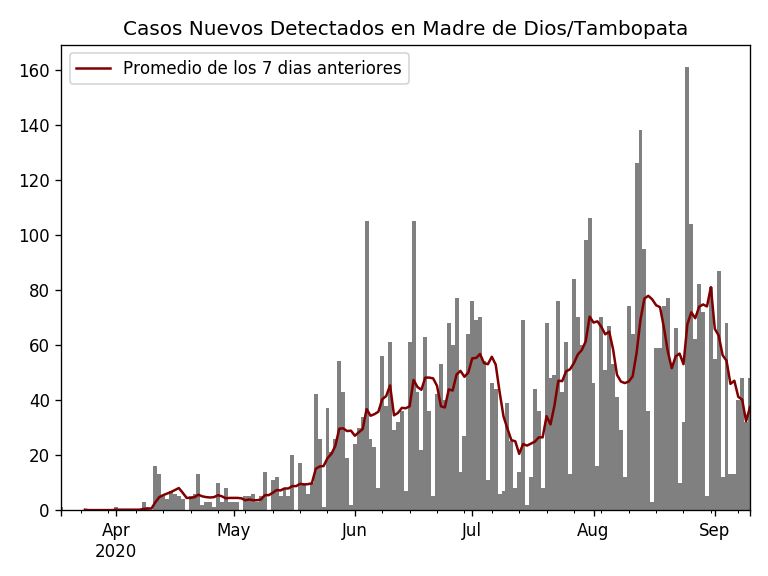 Casos Nuevos Detectados en Madre de Dios/Tambopata
Promedio de los 7 dias anteriores
160
140
120
100
80
60
40
20
0
Apr
2020
May
Jun
Jul
Aug
Sep